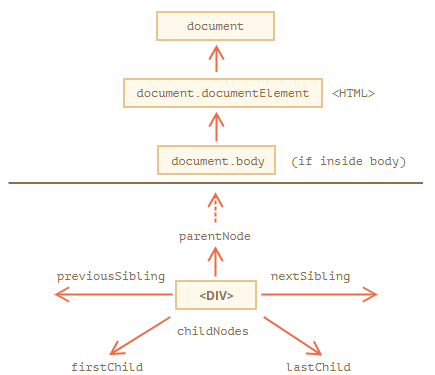 document
document.documentElement <HTML>
document.body (if inside body)
parentNode
previousSibling nextSibling
<DIV>
childNodes
firstChild lastChild